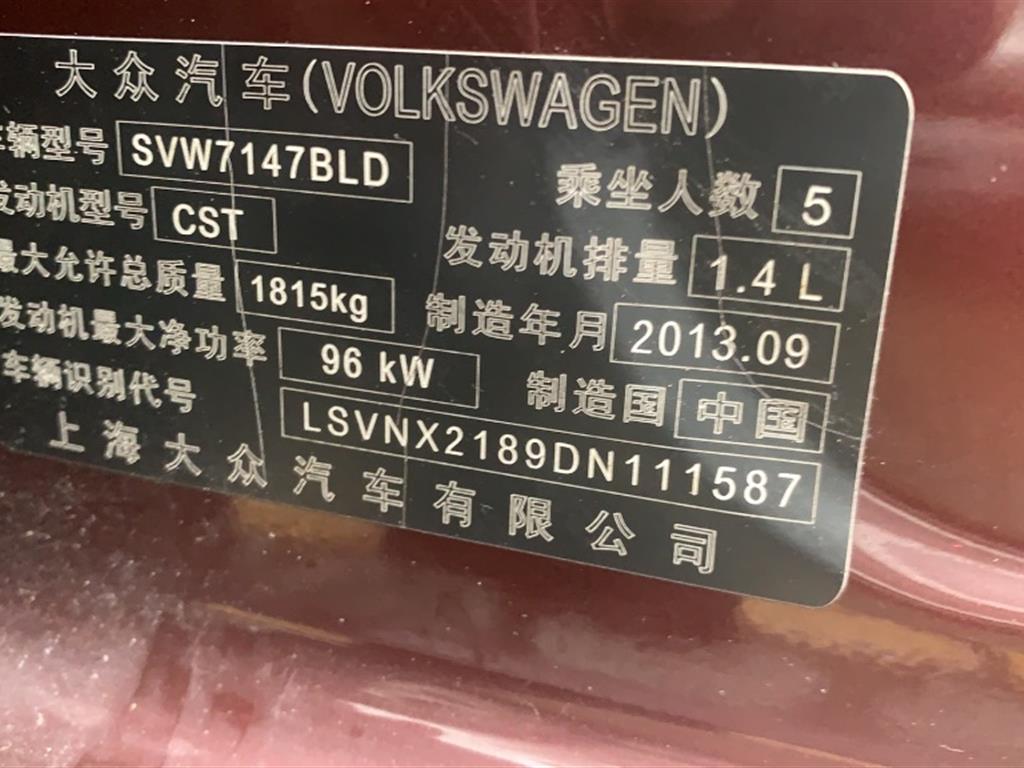 大众汽车(VOLKSWAGEN)
车辆型号 SVW7147BLD 乘坐人数 5
发动机型号 CST 发动机排量 1.4 L
最大允许总质量 1815kg 制造年月 2013.09
发动机最大净功率 96 kW 制造国 中国
车辆识别代号 LSVNX2189DN111587
上海大众汽车有限公司